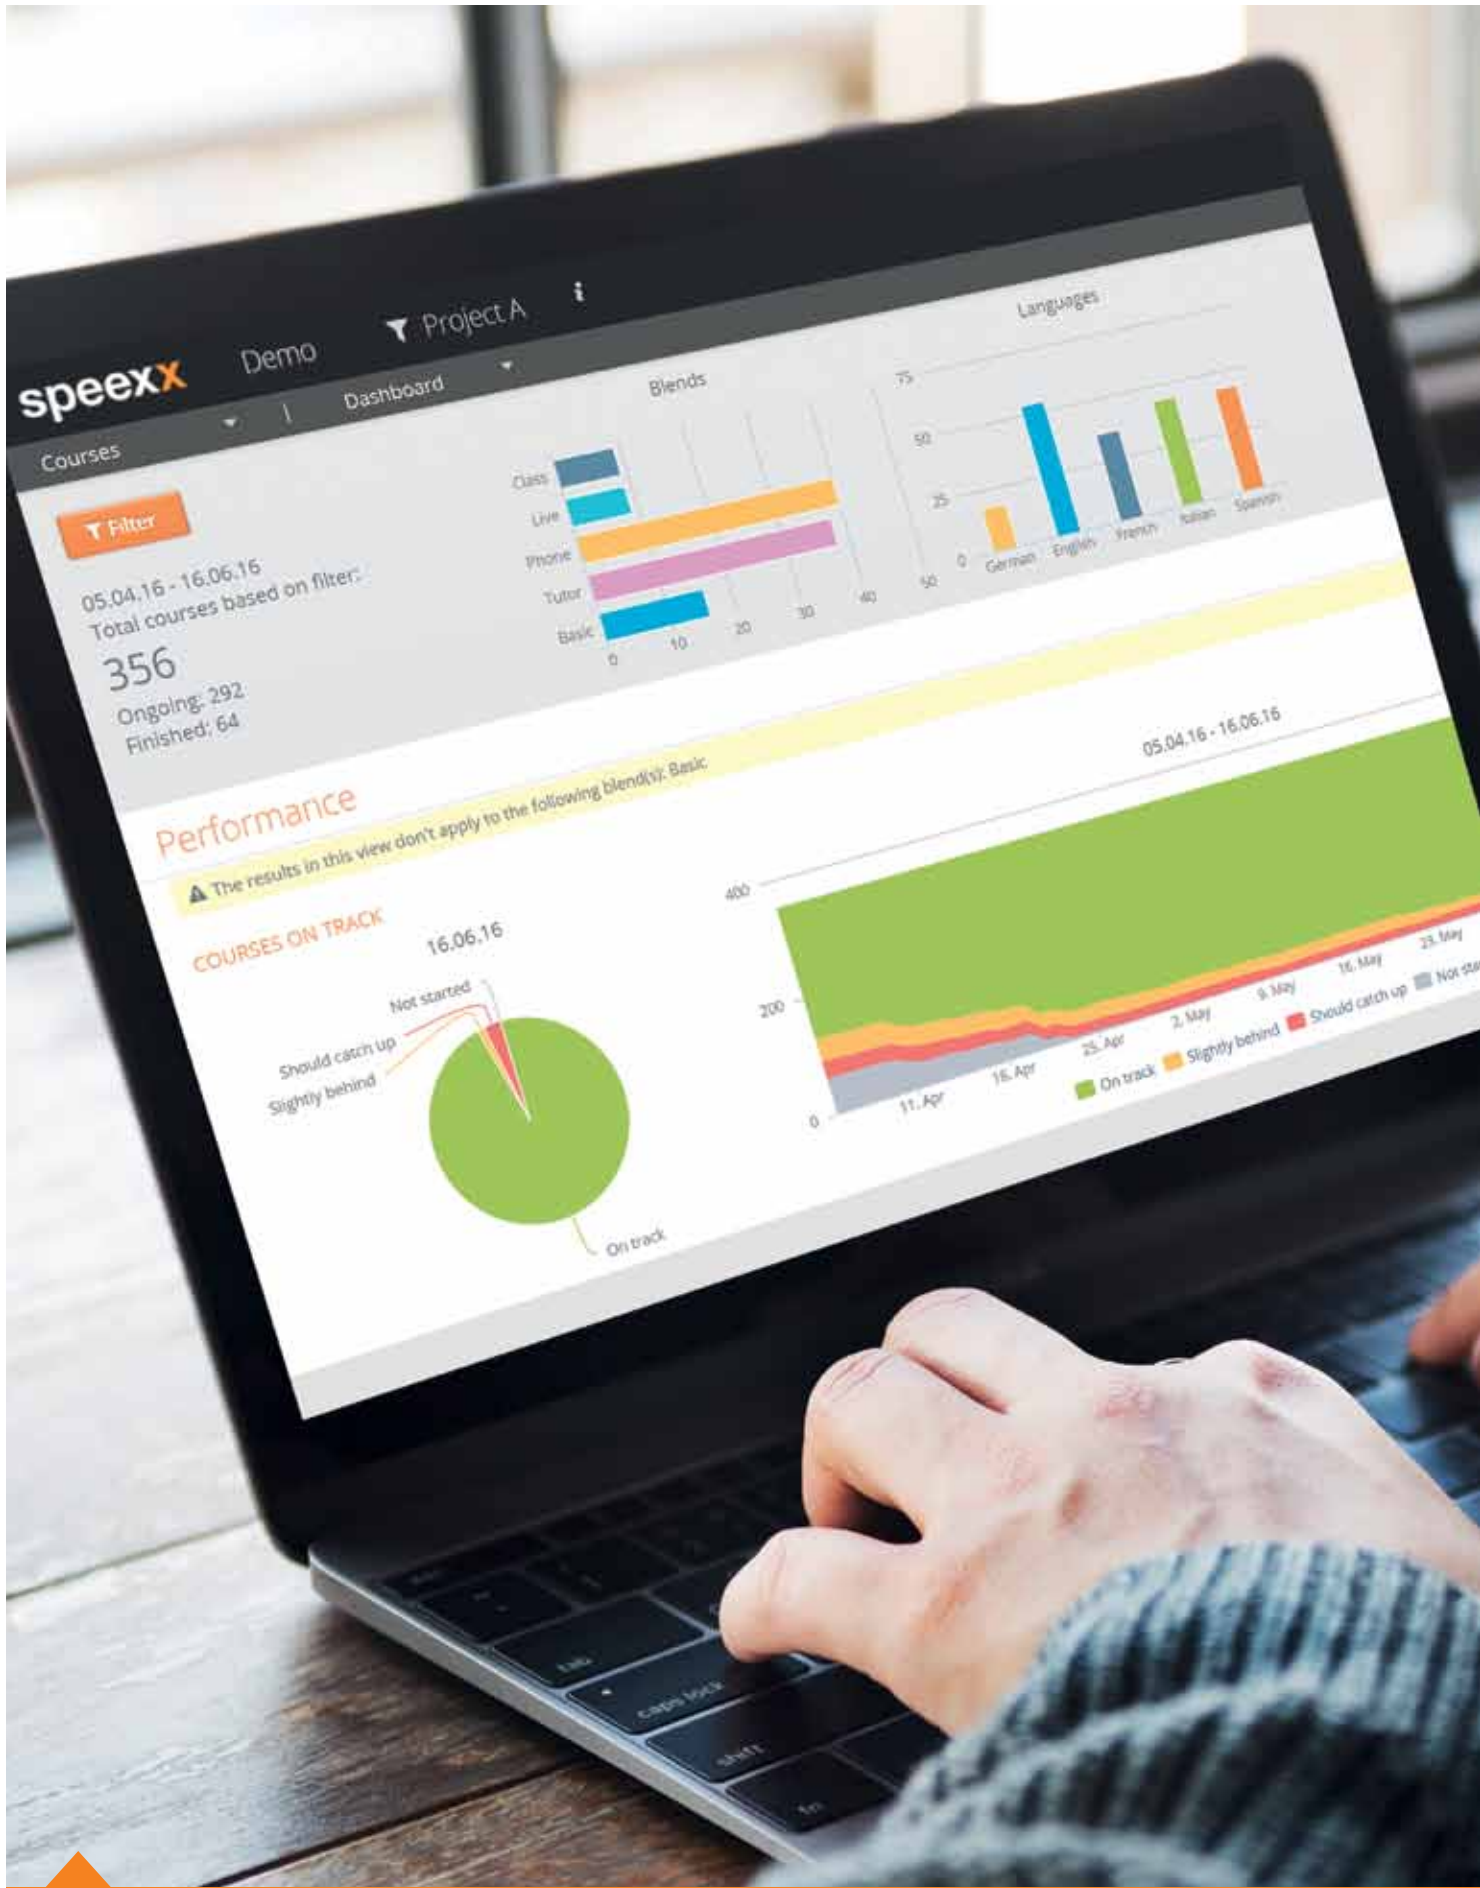 speexx Demo Project A i
Courses | Dashboard
Filter
05.04.16 - 16.06.16
Total courses based on filter:
356
Ongoing: 292
Finished: 64
Blends
Class
Live
Phone
Tutor
Basic
0 10 20 30 40 50
Languages
75
50
25
0
German English French Italian Spanish
Performance
The results in this view don't apply to the following blend(s): Basic
COURSES ON TRACK
16.06.16
Not started
Should catch up
Slightly behind
On track
05.04.16 - 16.06.16
400
200
0
11. Apr 18. Apr 25. Apr 2. May 9. May 16. May 23. May
On track Slightly behind Should catch up Not sta
caps lock
shift
fn